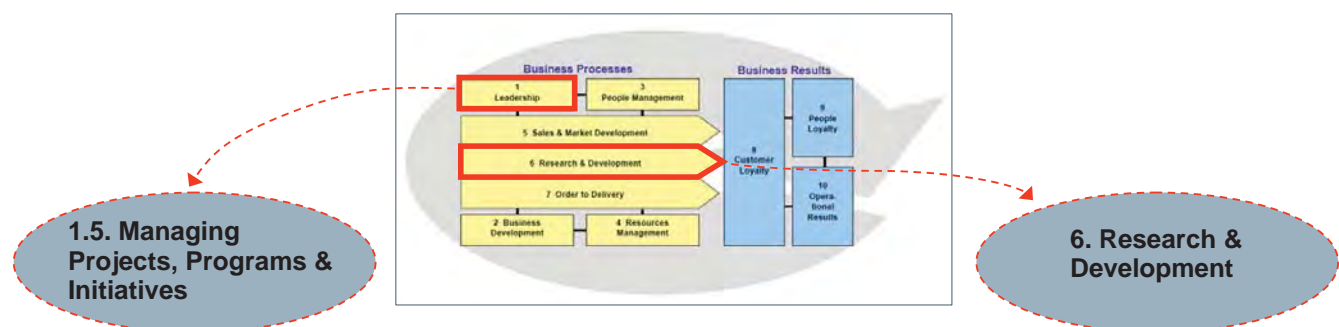 Business Processes
Business Results
1
Leadership
3
People Management
5 Sales & Market Development
6 Research & Development
7 Order to Delivery
2 Business
Development
4 Resources
Management
8
Customer
Loyalty
9
People
Loyalty
10
Opera-
tional
Results
1.5. Managing
Projects, Programs &
Initiatives
6. Research &
Development